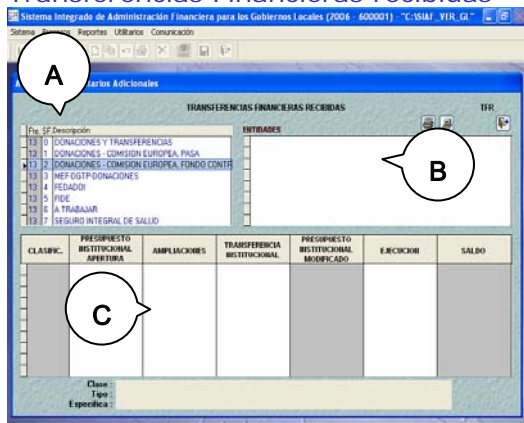 Transferencias Financieras recibidas
Sistema Integrado de Administración Financiera para los Gobiernos Locales (2006 - 600001) - "C:\SIAF_VFR_GL"
Sistema Procesos Reportes Utilitarios Comunicación
Adicionales
TRANSFERENCIAS FINANCIERAS RECIBIDAS TFR
A
B
C
Fte. SF. Descripción
13 0 DONACIONES Y TRANSFERENCIAS
13 1 DONACIONES - COMISION EUROPEA, PASA
13 2 DONACIONES - COMISION EUROPEA, FONDO CONTR
13 3 MEF-DGTP-DONACIONES
13 4 FEDADOI
13 5 FIDE
13 6 A TRABAJAR
13 7 SEGURO INTEGRAL DE SALUD
ENTIDADES
CLASIFIC.
PRESUPUESTO INSTITUCIONAL APERTURA
AMPLIACIONES
TRANSFERENCIA INSTITUCIONAL
PRESUPUESTO INSTITUCIONAL MODIFICADO
EJECUCION
SALDO
Clase :
Tipo :
Especifica :